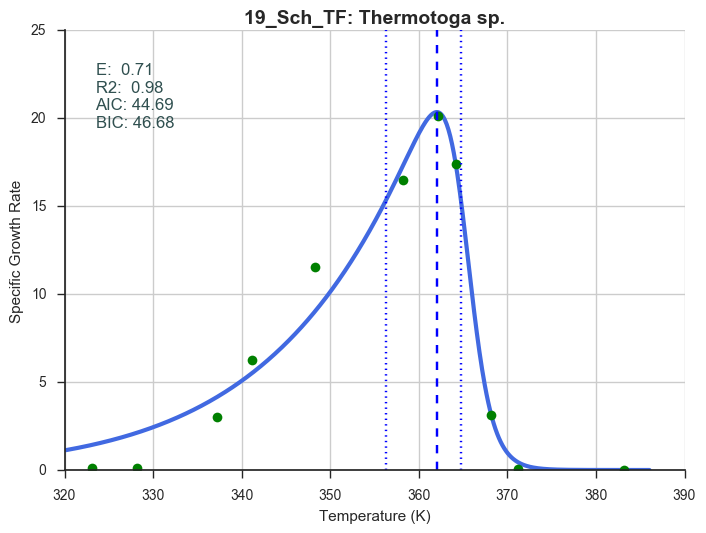 19_Sch_TF: Thermotoga sp.
25
E: 0.71
R2: 0.98
AIC: 44.69
BIC: 46.68
20
15
10
5
0
Specific Growth Rate
320 330 340 350 360 370 380 390
Temperature (K)